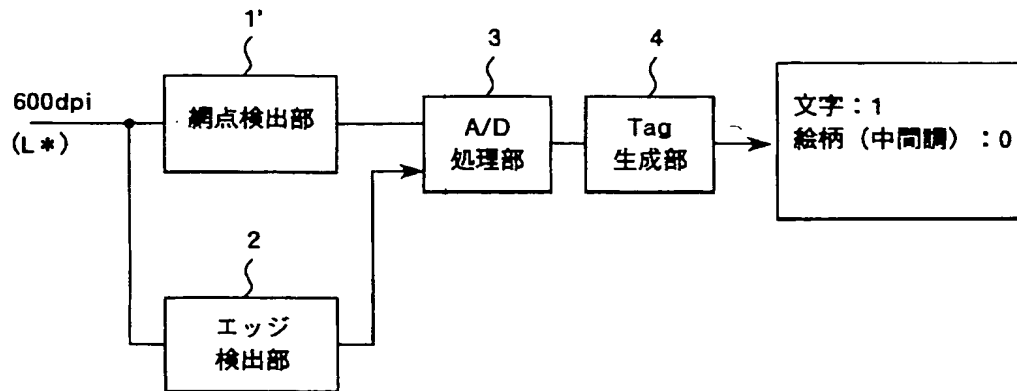 1'
3
4
600dpi
(L*)
網点検出部
A/D
処理部
Tag
生成部
文字：1
絵柄（中間調）：0
2
エッジ
検出部